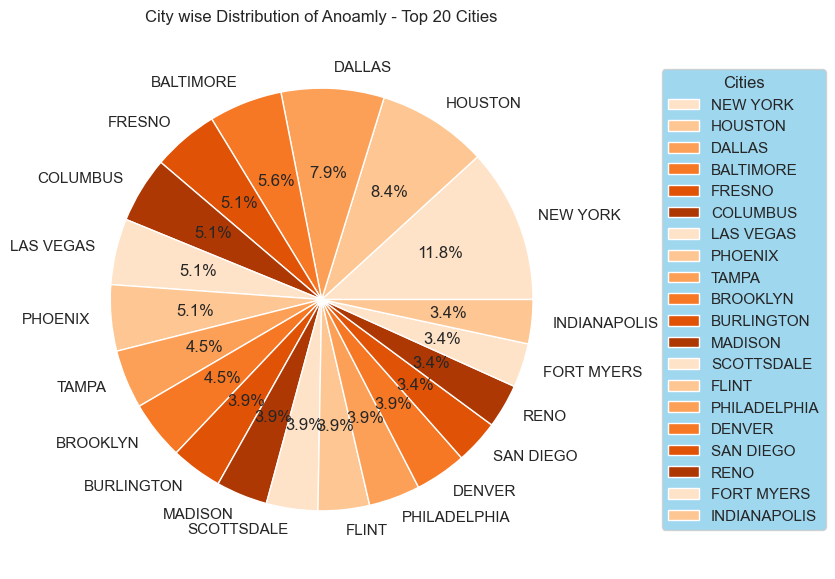 City wise Distribution of Anoamly - Top 20 Cities
DALLAS
BALTIMORE
HOUSTON
FRESNO
COLUMBUS
NEW YORK
LAS VEGAS
PHOENIX
INDIANAPOLIS
FORT MYERS
TAMPA
RENO
BROOKLYN
SAN DIEGO
BURLINGTON
DENVER
MADISON
PHILADELPHIA
SCOTTSDALE
FLINT
11.8%
8.4%
7.9%
5.6%
5.1%
5.1%
5.1%
5.1%
4.5%
4.5%
3.9%
3.9%
3.9%
3.9%
3.9%
3.9%
3.4%
3.4%
3.4%
3.4%
Cities
NEW YORK
HOUSTON
DALLAS
BALTIMORE
FRESNO
COLUMBUS
LAS VEGAS
PHOENIX
TAMPA
BROOKLYN
BURLINGTON
MADISON
SCOTTSDALE
FLINT
PHILADELPHIA
DENVER
SAN DIEGO
RENO
FORT MYERS
INDIANAPOLIS